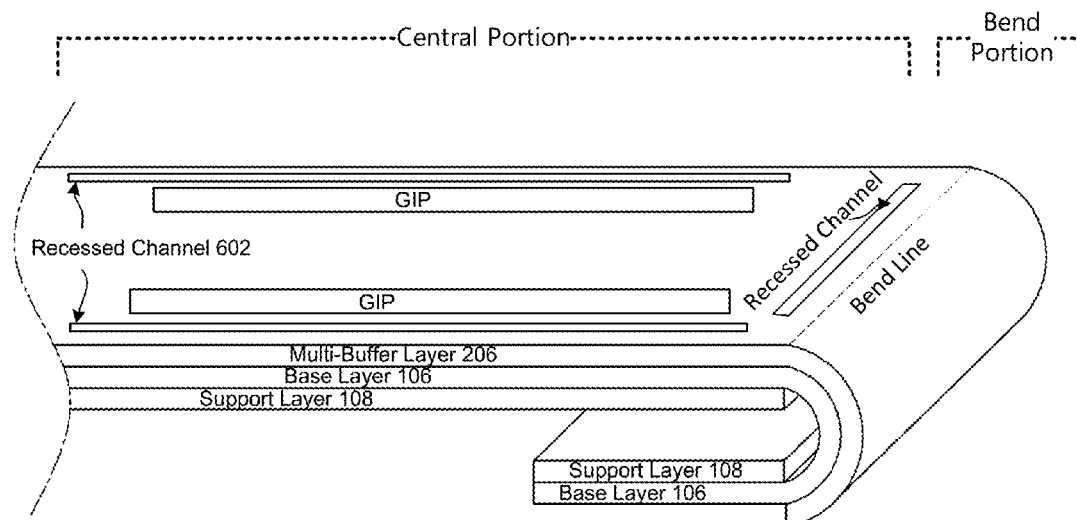 Central Portion
Bend
Portion
GIP
Recessed Channel 602
Recessed Channel
GIP
Bend Line
Multi-Buffer Layer 206
Base Layer 106
Support Layer 108
Support Layer 108
Base Layer 106